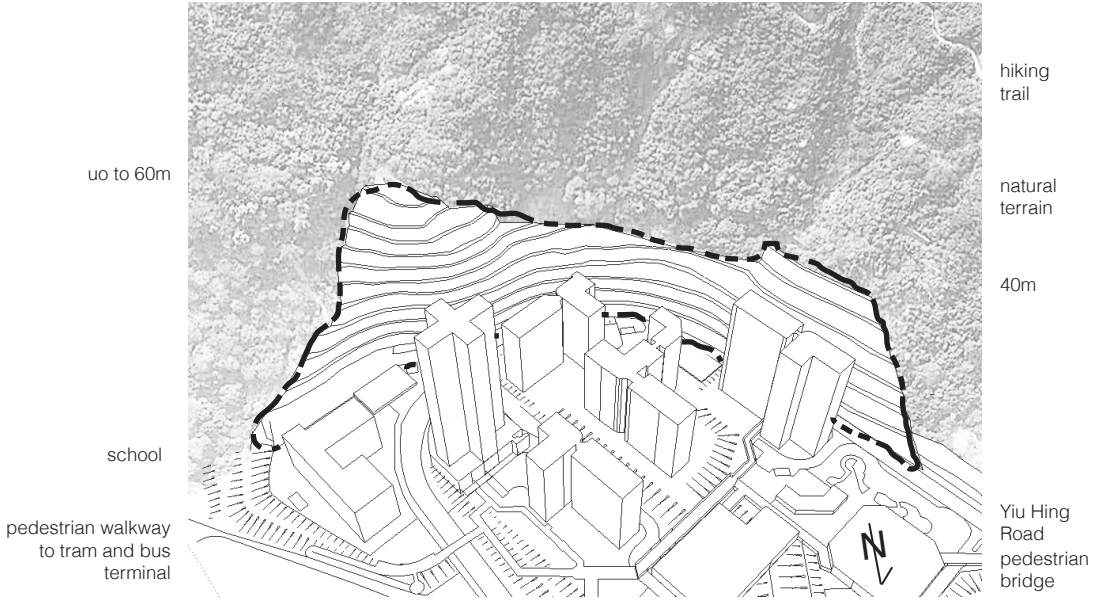 hiking
trail
uo to 60m
natural
terrain
40m
school
Yiu Hing
Road
pedestrian walkway
to tram and bus
terminal
pedestrian
bridge
N